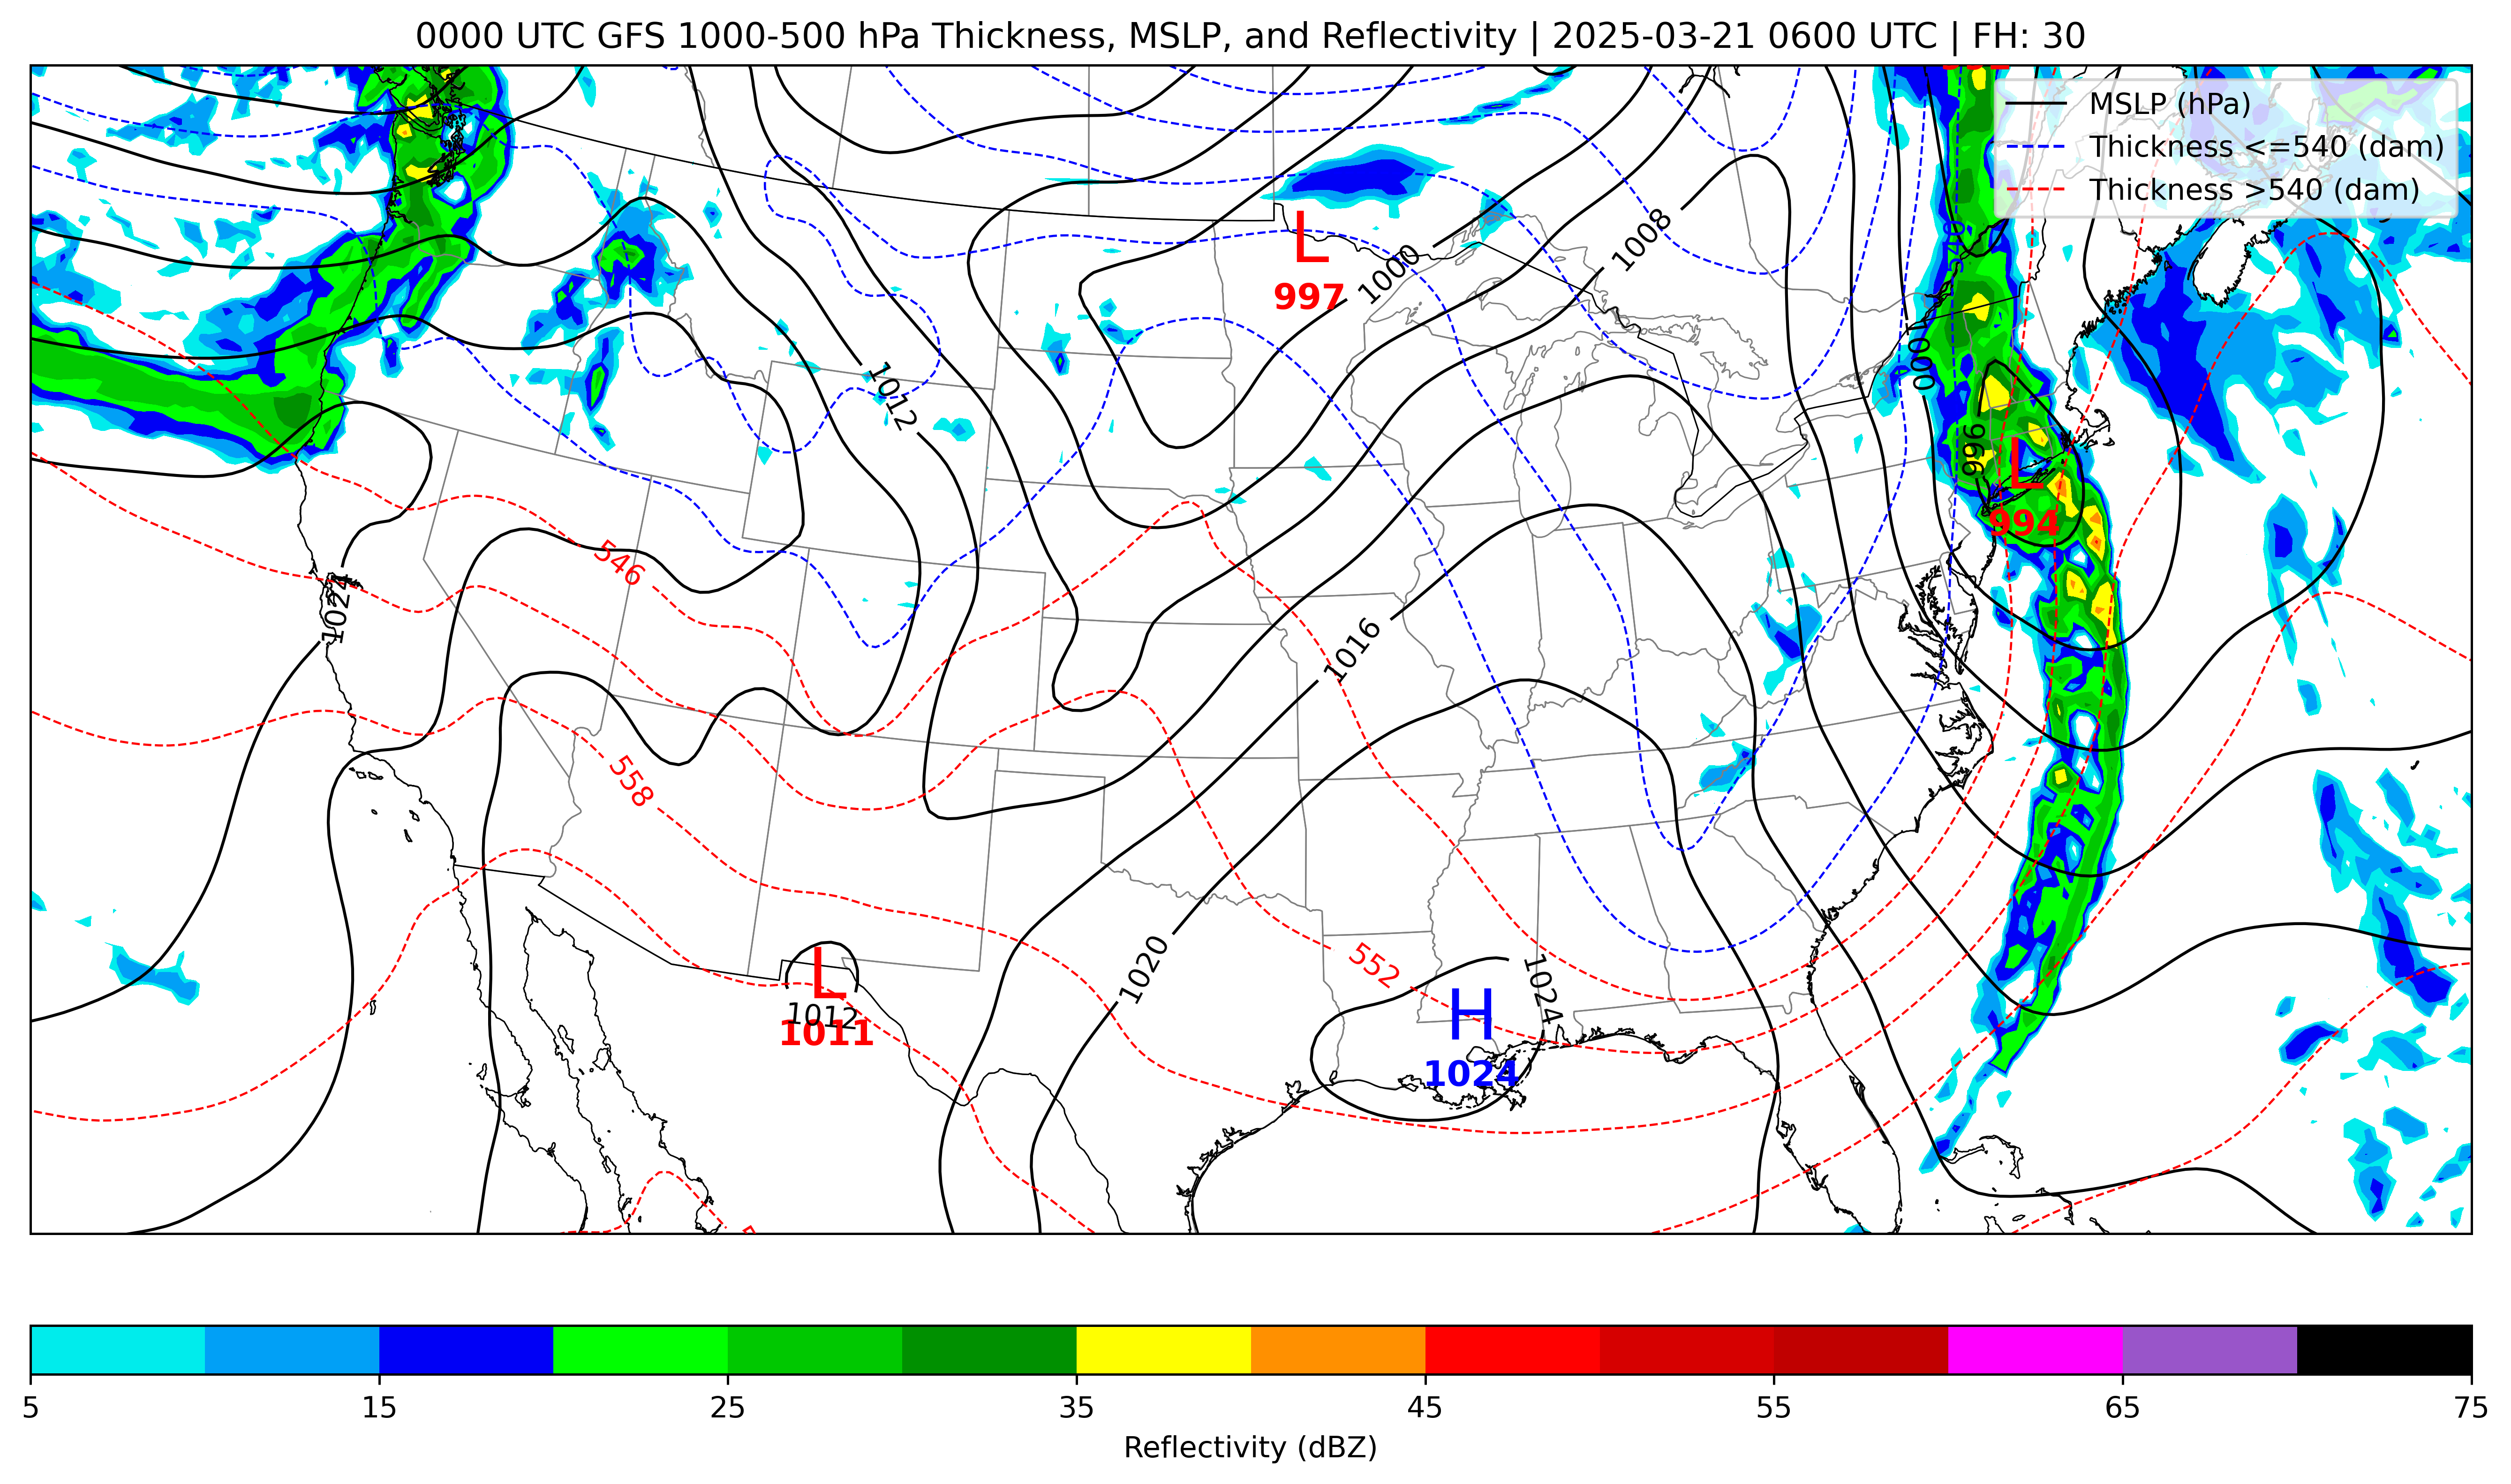 0000 UTC GFS 1000-500 hPa Thickness, MSLP, and Reflectivity | 2025-03-21 0600 UTC | FH: 30
MSLP (hPa)
Thickness <=540 (dam)
Thickness >540 (dam)
L
997
1000
1008
1000
540
1012
996
L
994
546
1024
1016
558
1020
552
1024
L
1012
1011
H
1024
5 15 25 35 45 55 65 75
Reflectivity (dBZ)